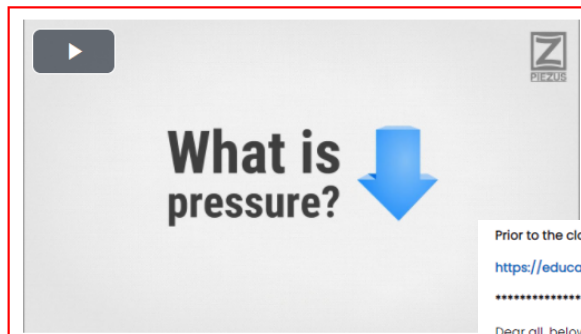 PIEZUS
What is
pressure?
Prior to the cl
https://educa
**************
Dear all, below